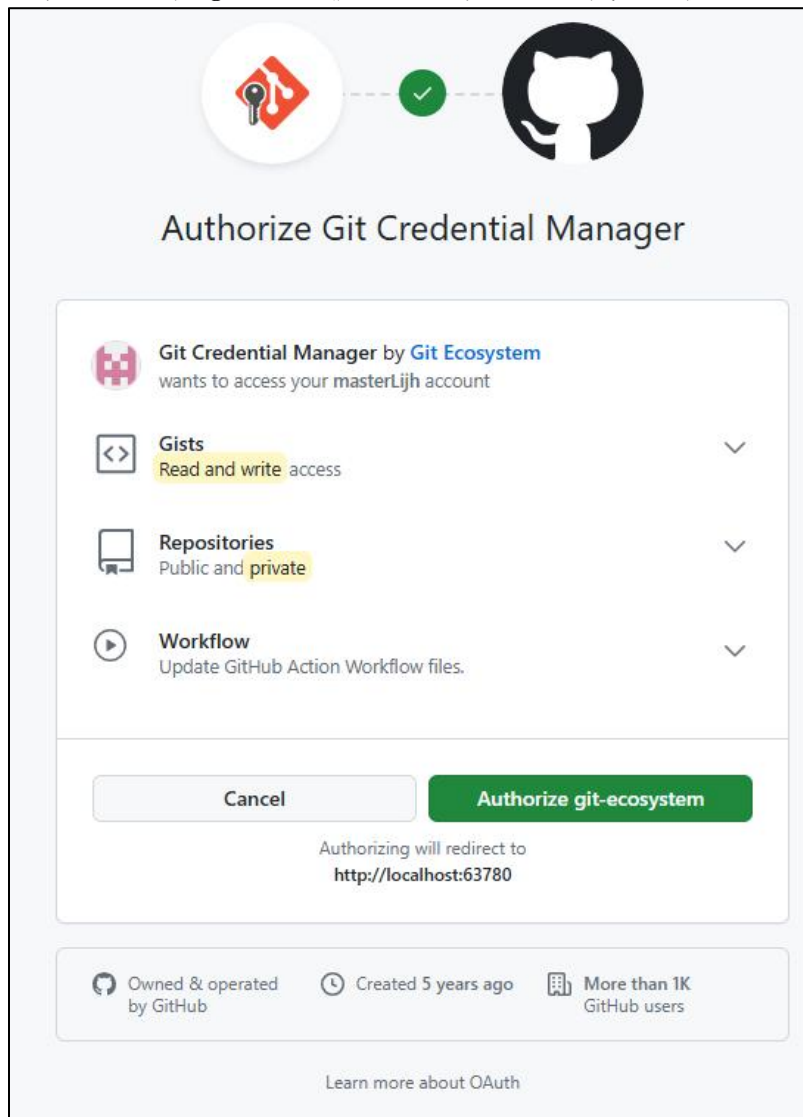 Authorize Git Credential Manager
Git Credential Manager by Git Ecosystem
wants to access your masterLijh account
Gists
Read and write access
Repositories
Public and private
Workflow
Update GitHub Action Workflow files.
Cancel
Authorize git-ecosystem
Authorizing will redirect to
http://localhost:63780
Owned & operated
by GitHub
Created 5 years ago
More than 1K
GitHub users
Learn more about OAuth